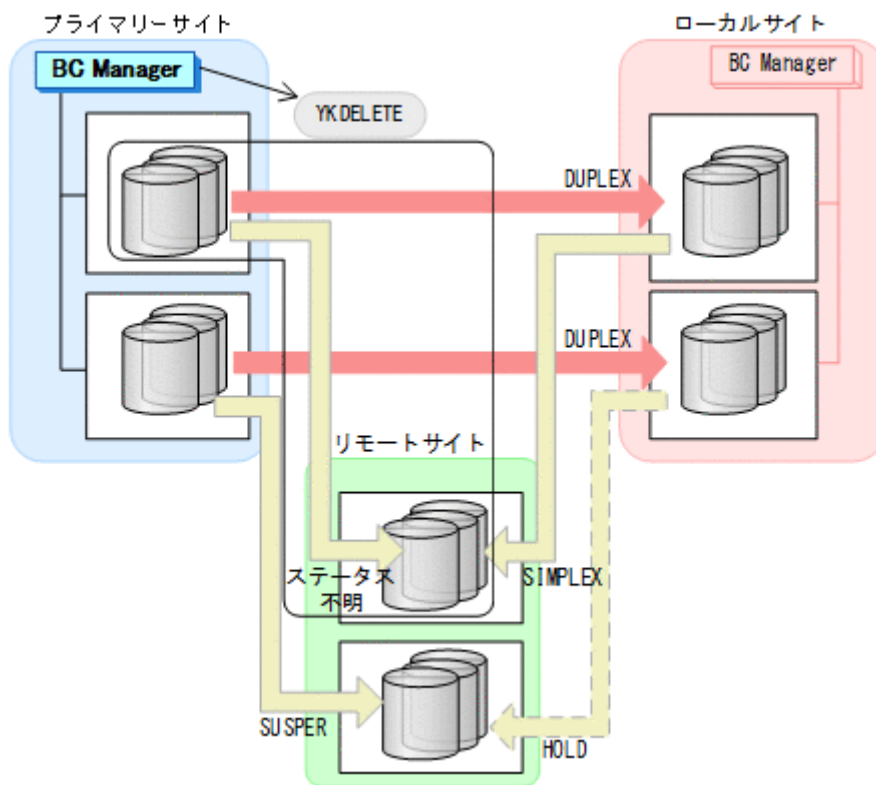 プライマリーサイト
ローカルサイト
BC Manager
BC Manager
YKDELETE
DUPLEX
DUPLEX
リモートサイト
ステータス
不明
SIMPLEX
SUSPER
HOLD